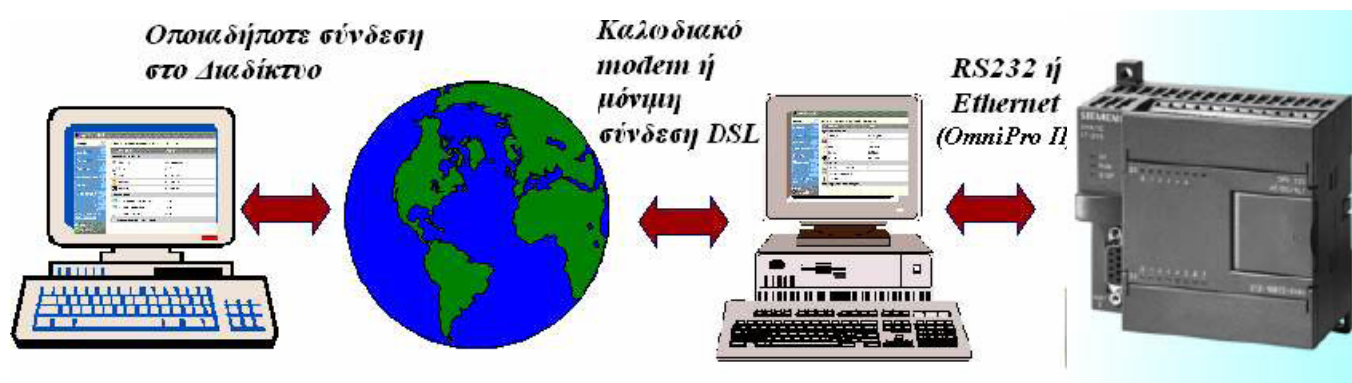 Οποιαδήποτε σύνδεση
στο Διαδίκτυο
Καλωδιακό
modem ή
μόνιμη
σύνδεση DSL
RS232 ή
Ethernet
(OmniPro II)
SIEMENS